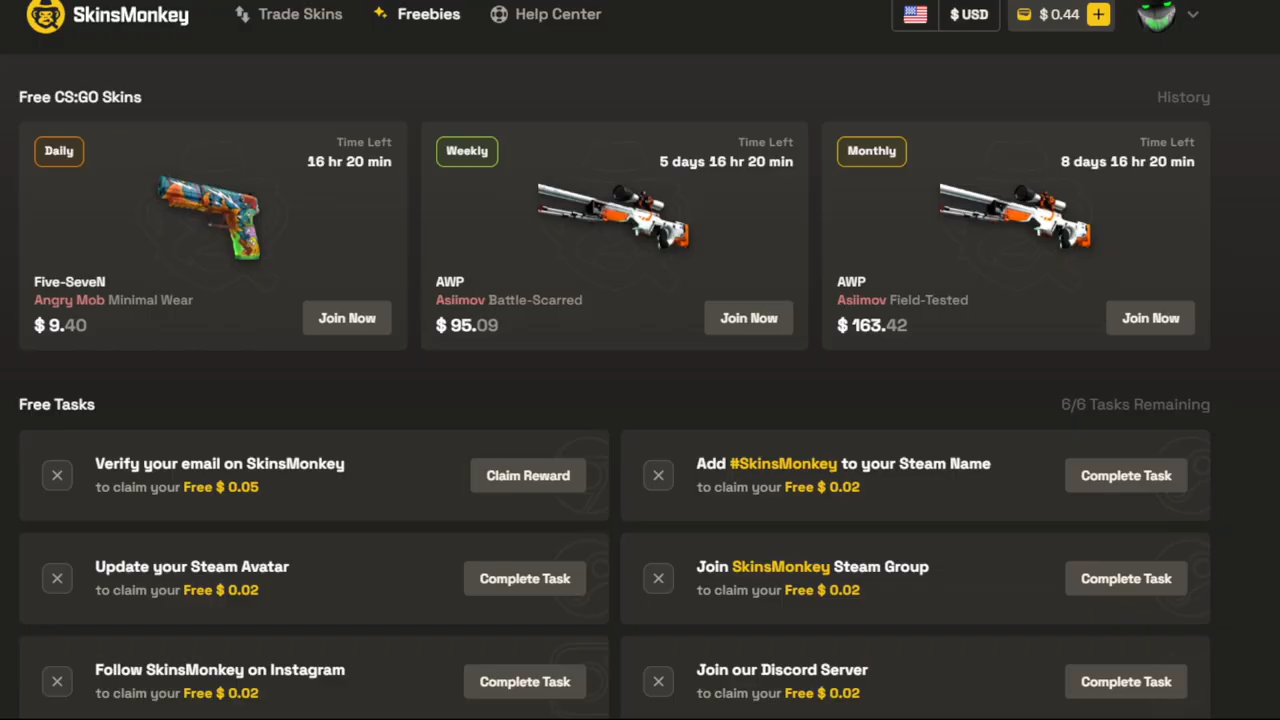 SkinsMonkey
Trade Skins
Freebies
Help Center
$ USD
$ 0.44
Free CS:GO Skins
History
Daily
Time Left
16 hr 20 min
Five-SeveN
Angry Mob Minimal Wear
$ 9.40
Join Now
Weekly
Time Left
5 days 16 hr 20 min
AWP
Asiimov Battle-Scarred
$ 95.09
Join Now
Monthly
Time Left
8 days 16 hr 20 min
AWP
Asiimov Field-Tested
$ 163.42
Join Now
Free Tasks
6/6 Tasks Remaining
Verify your email on SkinsMonkey
to claim your Free $ 0.05
Claim Reward
Add #SkinsMonkey to your Steam Name
to claim your Free $ 0.02
Complete Task
Update your Steam Avatar
to claim your Free $ 0.02
Complete Task
Join SkinsMonkey Steam Group
to claim your Free $ 0.02
Complete Task
Follow SkinsMonkey on Instagram
to claim your Free $ 0.02
Complete Task
Join our Discord Server
to claim your Free $ 0.02
Complete Task